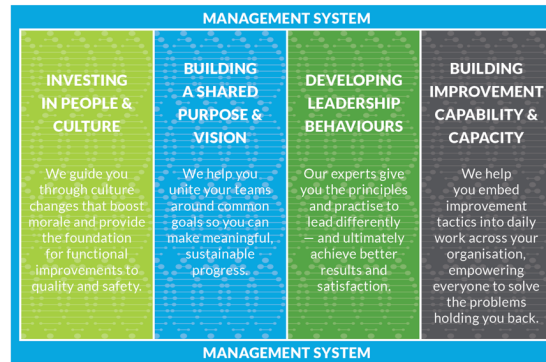 MANAGEMENT SYSTEM
INVESTING
IN PEOPLE &
CULTURE
We guide you
through culture
changes that boost
morale and provide
the foundation
for functional
improvements to
quality and safety.
BUILDING
A SHARED
PURPOSE &
VISION
We help you
unite your teams
around common
goals so you can
make meaningful,
sustainable
progress.
DEVELOPING
LEADERSHIP
BEHAVIOURS
Our experts give
you the principles
and practise to
lead differently
— and ultimately
achieve better
results and
satisfaction.
BUILDING
IMPROVEMENT
CAPABILITY &
CAPACITY
We help
you embed
improvement
tactics into daily
work across your
organisation,
empowering
everyone to solve
the problems
holding you back.
MANAGEMENT SYSTEM